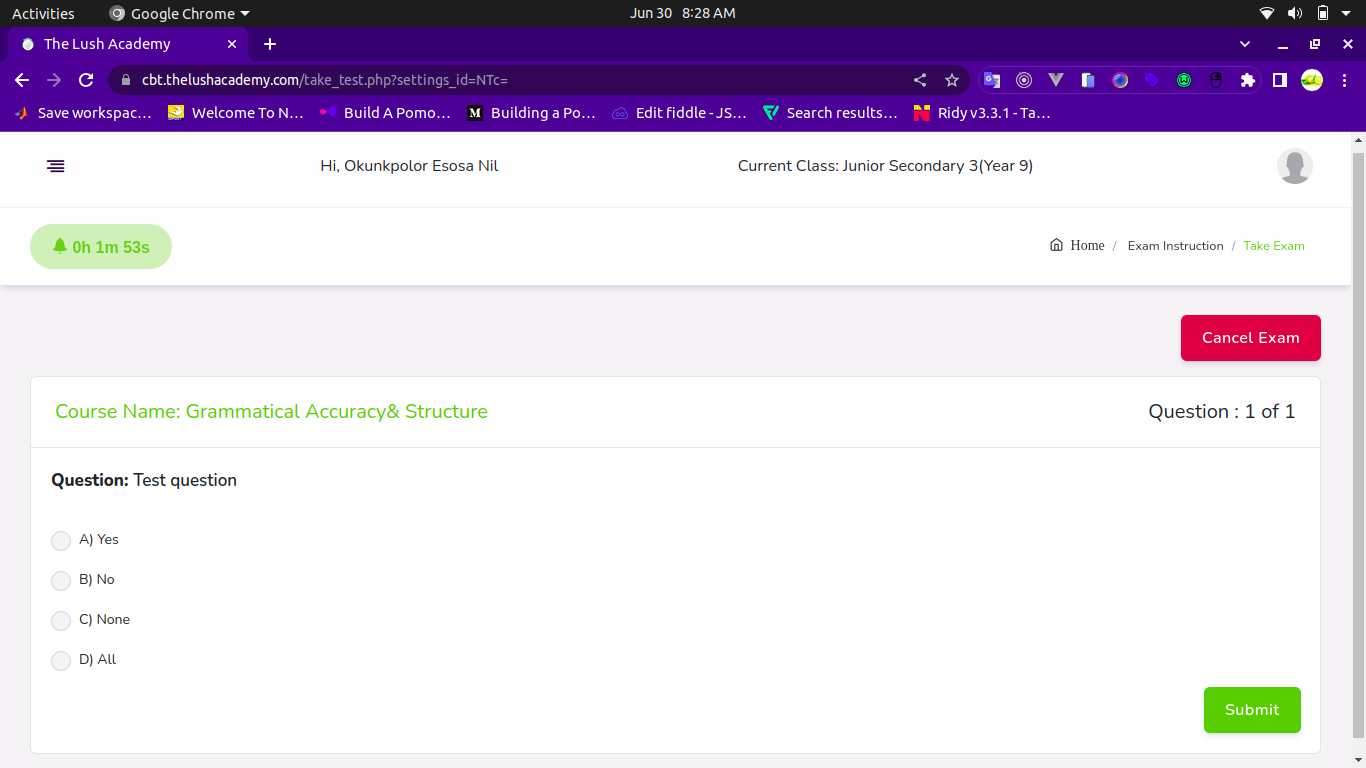 Activities Google Chrome Jun 30 8:28 AM
The Lush Academy
cbt.thelushacademy.com/take_test.php?settings_id=NTc=
Save workspac... Welcome To N... Build A Pomo... Building a Po... Edit fiddle - JS... Search results... Ridy v3.3.1 - Ta...
Hi, Okunkpolor Esosa Nil Current Class: Junior Secondary 3(Year 9)
0h 1m 53s Home / Exam Instruction / Take Exam
Cancel Exam
Course Name: Grammatical Accuracy& Structure Question : 1 of 1
Question: Test question
A) Yes
B) No
C) None
D) All
Submit